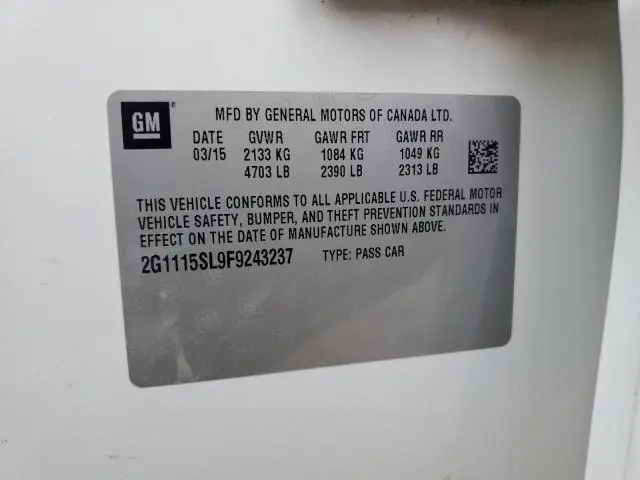 GM
MFD BY GENERAL MOTORS OF CANADA LTD.
DATE GVWR GAWR FRT GAWR RR
03/15 2133 KG 1084 KG 1049 KG
4703 LB 2390 LB 2313 LB
THIS VEHICLE CONFORMS TO ALL APPLICABLE U.S. FEDERAL MOTOR
VEHICLE SAFETY, BUMPER, AND THEFT PREVENTION STANDARDS IN
EFFECT ON THE DATE OF MANUFACTURE SHOWN ABOVE.
2G1115SL9F9243237 TYPE: PASS CAR